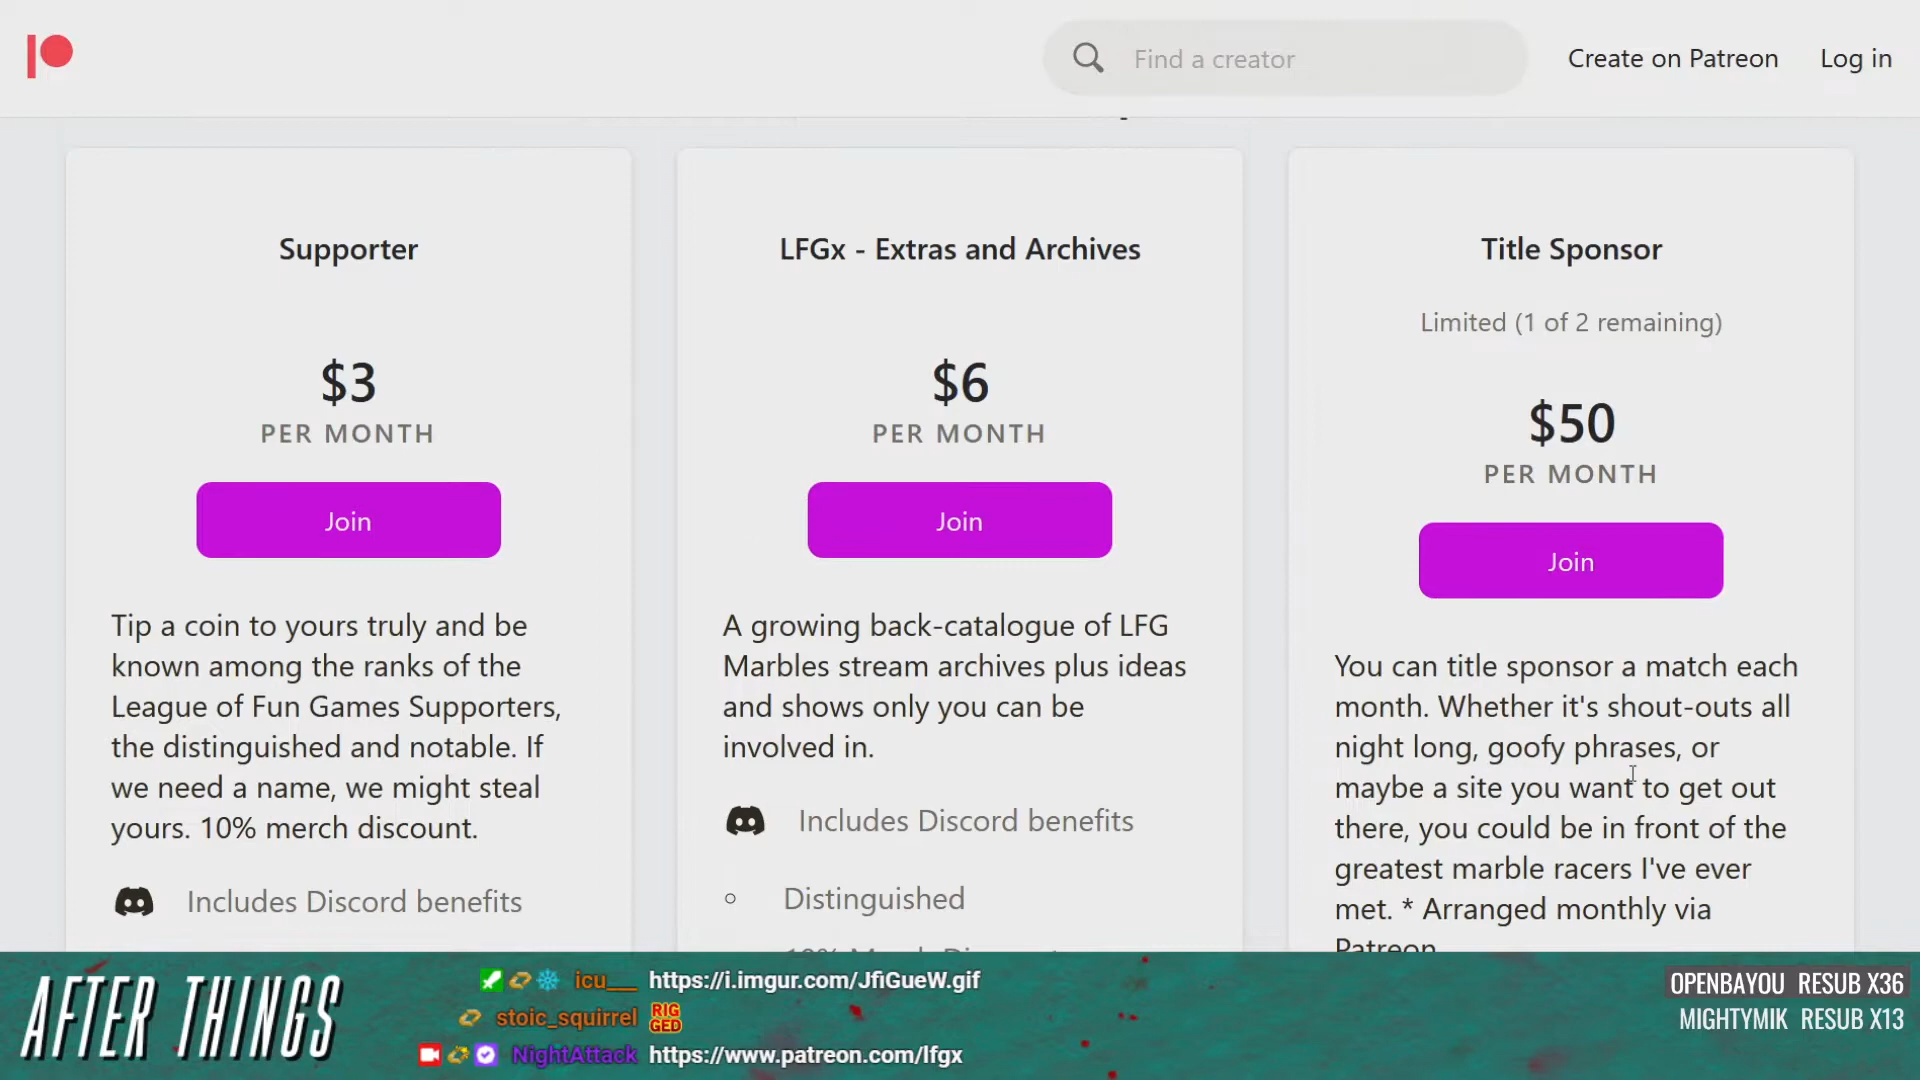 Find a creator
Create on Patreon
Log in
Supporter
$3
PER MONTH
Join
Tip a coin to yours truly and be
known among the ranks of the
League of Fun Games Supporters,
the distinguished and notable. If
we need a name, we might steal
yours. 10% merch discount.
Includes Discord benefits
LFGx - Extras and Archives
$6
PER MONTH
Join
A growing back-catalogue of LFG
Marbles stream archives plus ideas
and shows only you can be
involved in.
Includes Discord benefits
Distinguished
Title Sponsor
Limited (1 of 2 remaining)
$50
PER MONTH
Join
You can title sponsor a match each
month. Whether it's shout-outs all
night long, goofy phrases, or
maybe a site you want to get out
there, you could be in front of the
greatest marble racers I've ever
met. * Arranged monthly via
Patreon
AFTER THINGS
icu___ https://i.imgur.com/JfiGueW.gif
stoic_squirrel RIGGED
NightAttack https://www.patreon.com/lfgx
OPENBAYOU RESUB X36
MIGHTYMIK RESUB X13